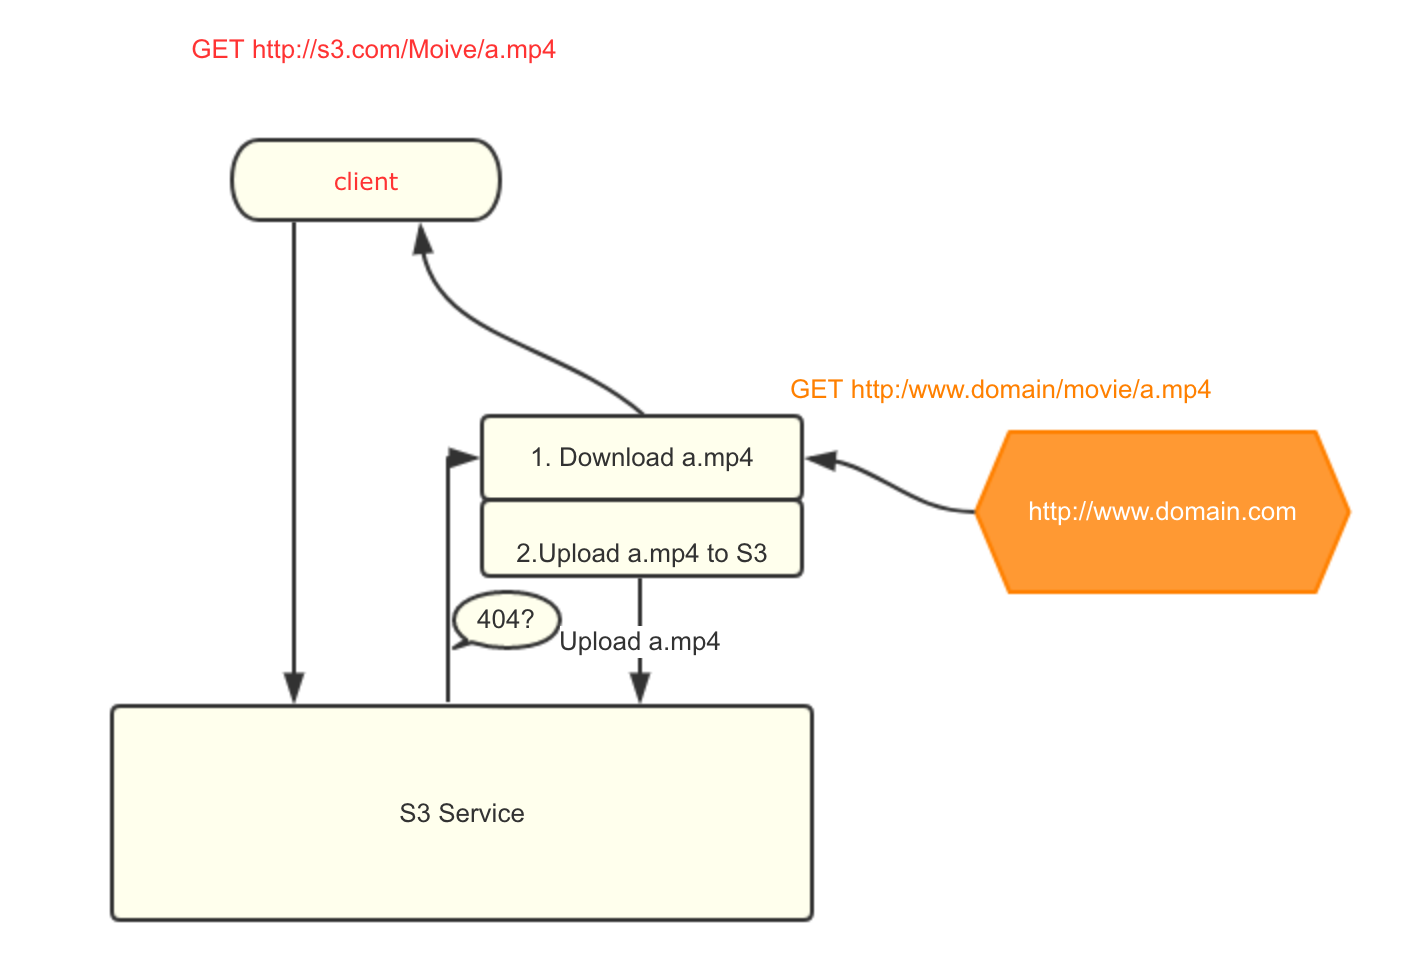 GET http://s3.com/Moive/a.mp4
client
GET http:/www.domain/movie/a.mp4
1. Download a.mp4
http://www.domain.com
2.Upload a.mp4 to S3
404?
Upload a.mp4
S3 Service